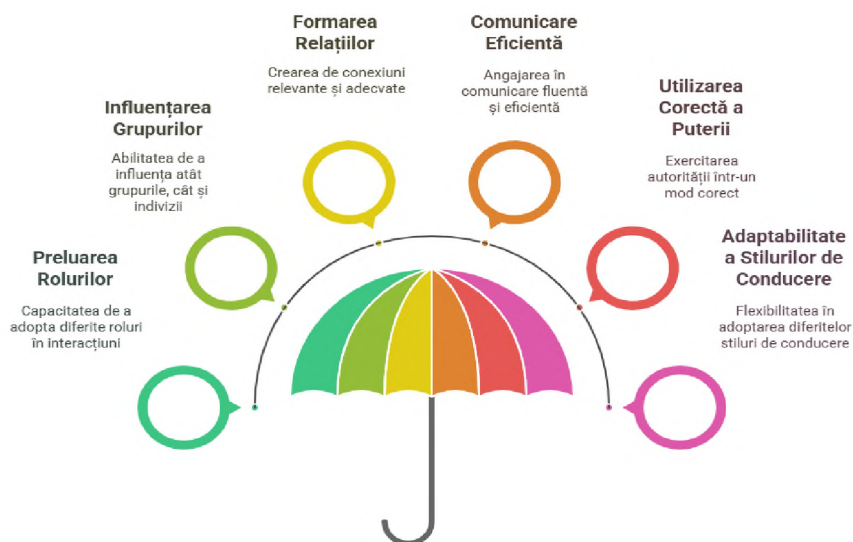 Preluarea
Rolurilor
Capacitatea de a
adopta diferite roluri
în interacțiuni
Influențarea
Grupurilor
Abilitatea de a
influența atât
grupurile, cât și
indivizii
Formarea
Relațiilor
Crearea de conexiuni
relevante și adecvate
Comunicare
Eficientă
Angajarea în
comunicare fluentă
și eficientă
Utilizarea
Corectă a
Puterii
Exercitarea
autorității într-un
mod corect
Adaptabilitate
a Stilurilor de
Conducere
Flexibilitatea în
adoptarea diferitelor
stiluri de conducere